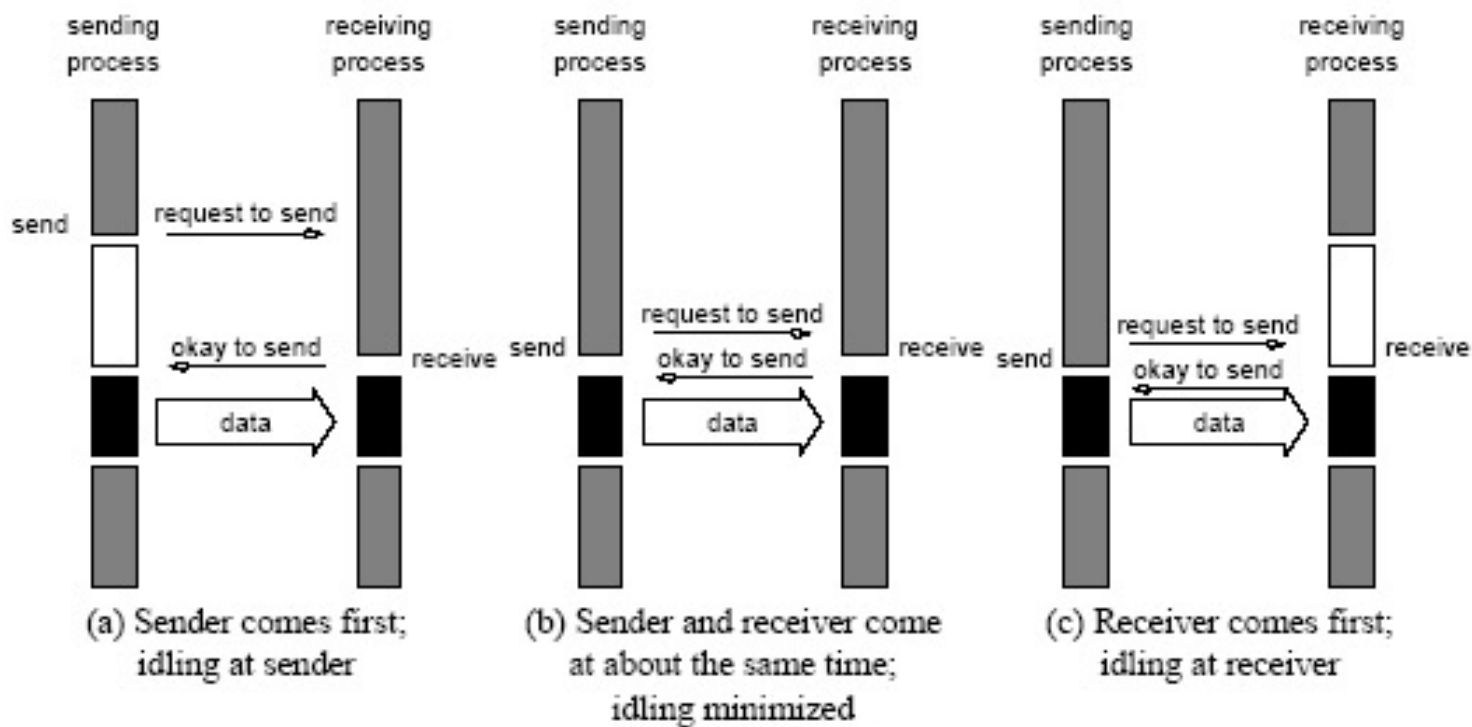 sending process
receiving process
send
request to send
okay to send
receive
data
(a) Sender comes first;
idling at sender
sending process
receiving process
request to send
send
okay to send
receive
data
(b) Sender and receiver come
at about the same time;
idling minimized
sending process
receiving process
request to send
send
okay to send
receive
data
(c) Receiver comes first;
idling at receiver